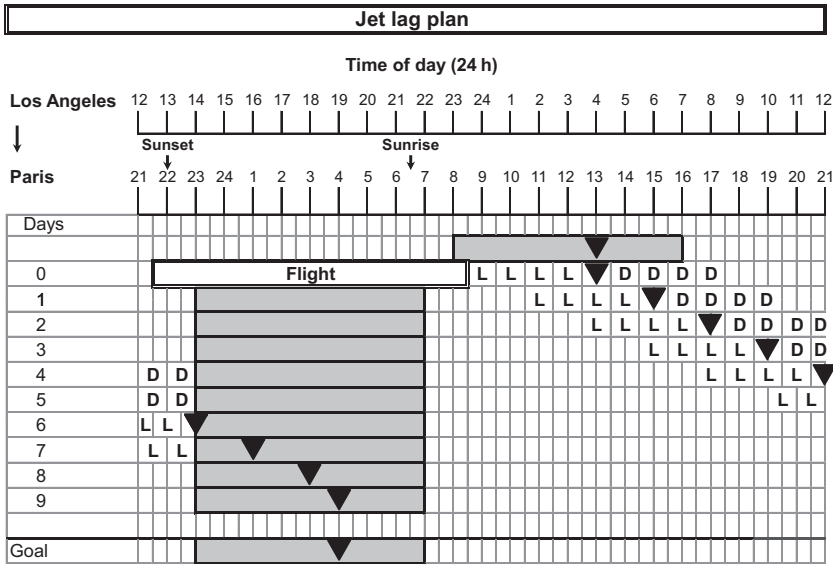 Jet lag plan
Time of day (24 h)
Los Angeles 12 13 14 15 16 17 18 19 20 21 22 23 24 1 2 3 4 5 6 7 8 9 10 11 12
Sunset Sunrise
Paris 21 22 23 24 1 2 3 4 5 6 7 8 9 10 11 12 13 14 15 16 17 18 19 20 21
Days
0 Flight L L L L D D D D
1 L L L L D D D D
2 L L L L D D D D
3 L L L L D D
4 D D L L L L
5 D D L L
6 L L
7 L L
8
9
Goal